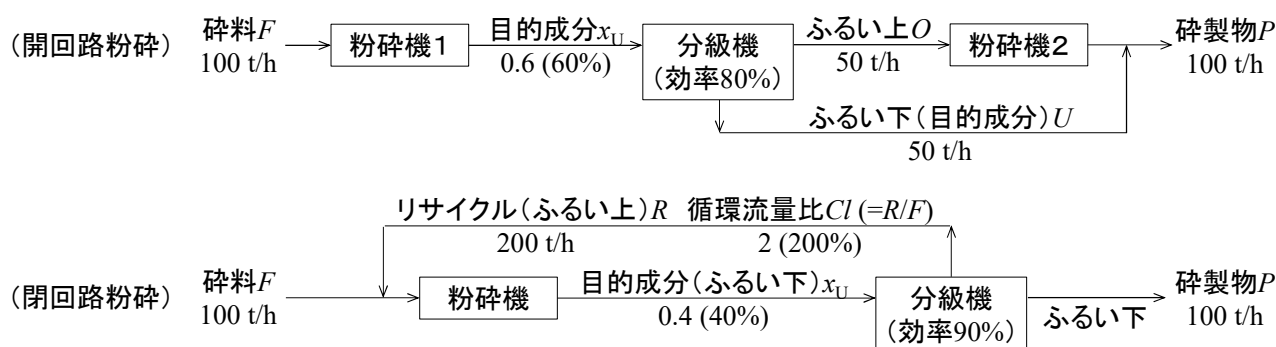 (開回路粉砕) 砕料F 100 t/h
粉砕機1
目的成分xU
0.6 (60%)
分級機
(効率80%)
ふるい上O
50 t/h
粉砕機2
砕製物P
100 t/h
ふるい下(目的成分)U
50 t/h
リサイクル(ふるい上)R 循環流量比Cl (=R/F)
200 t/h 2 (200%)
(閉回路粉砕) 砕料F 100 t/h
粉砕機
目的成分(ふるい下)xU
0.4 (40%)
分級機
(効率90%)
ふるい下
砕製物P
100 t/h